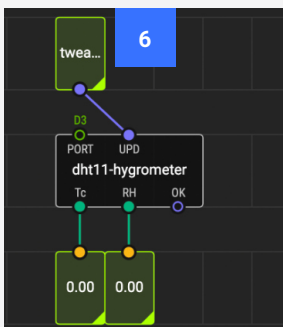 6
twea...
D3
PORT UPD
dht11-hygrometer
Tc RH OK
0.00 0.00